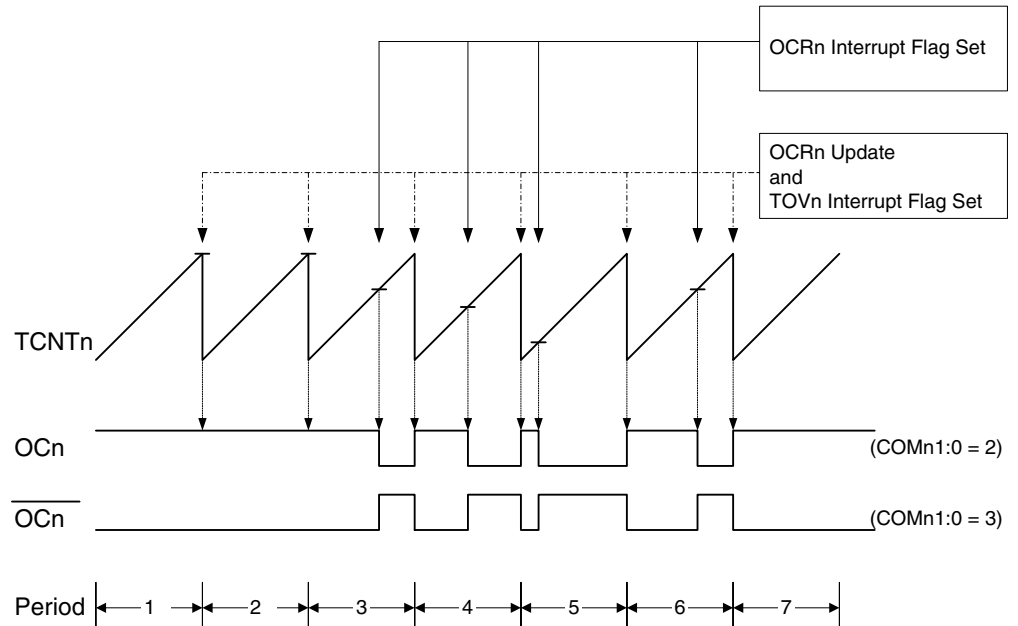 OCRn Interrupt Flag Set
OCRn Update
and
TOVn Interrupt Flag Set
TCNTn
OCn
(COMn1:0 = 2)
OCn
(COMn1:0 = 3)
Period
1
2
3
4
5
6
7